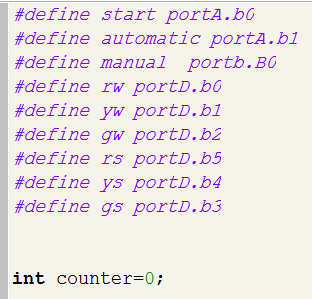 #define start portA.b0
#define automatic portA.b1
#define manual  portb.B0
#define rw portD.b0
#define yw portD.b1
#define gw portD.b2
#define rs portD.b5
#define ys portD.b4
#define gs portD.b3
int counter=0;